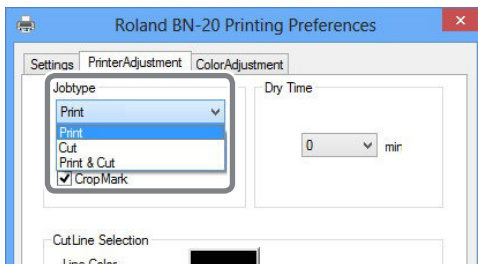 Roland BN-20 Printing Preferences
Settings PrinterAdjustment ColorAdjustment
Jobtype Dry Time
Print
Print
Cut
Print & Cut
CropMark
0 min
CutLine Selection
Line Color